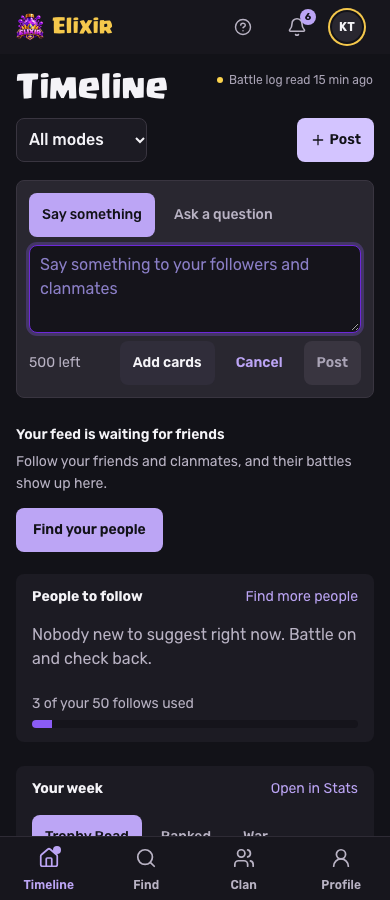 Elixir
6
KT
Timeline
Battle log read 15 min ago
All modes
+ Post
Say something
Ask a question
Say something to your followers and
clanmates
500 left
Add cards
Cancel
Post
Your feed is waiting for friends
Follow your friends and clanmates, and their battles
show up here.
Find your people
People to follow
Find more people
Nobody new to suggest right now. Battle on
and check back.
3 of your 50 follows used
Your week
Open in Stats
Trophy Road
Ranked
War
Timeline
Find
Clan
Profile